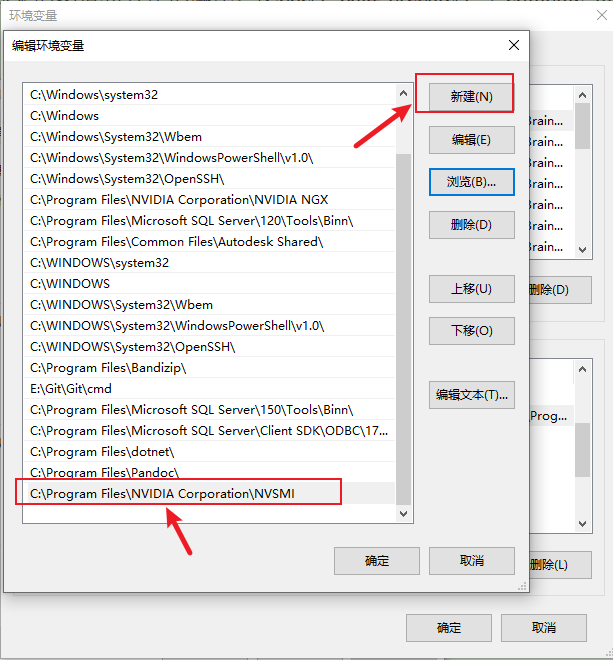 环境变量
编辑环境变量
C:\Windows\system32
C:\Windows
C:\Windows\System32\Wbem
C:\Windows\System32\WindowsPowerShell\v1.0\
C:\Windows\System32\OpenSSH\
C:\Program Files\NVIDIA Corporation\NVIDIA NGX
C:\Program Files\Microsoft SQL Server\120\Tools\Binn\
C:\Program Files\Common Files\Autodesk Shared\
C:\WINDOWS\system32
C:\WINDOWS
C:\WINDOWS\System32\Wbem
C:\WINDOWS\System32\WindowsPowerShell\v1.0\
C:\WINDOWS\System32\OpenSSH\
C:\Program Files\Bandizip\
E:\Git\Git\cmd
C:\Program Files\Microsoft SQL Server\150\Tools\Binn\
C:\Program Files\Microsoft SQL Server\Client SDK\ODBC\17...
C:\Program Files\dotnet\
C:\Program Files\Pandoc\
C:\Program Files\NVIDIA Corporation\NVSMI
新建(N)
编辑(E)
浏览(B)...
删除(D)
上移(U)
下移(O)
编辑文本(T)...
确定
取消
Brain...
Brain...
Brain...
Brain...
Brain...
Brain...
Brain...
删除(D)
\Prog...
删除(L)
确定
取消